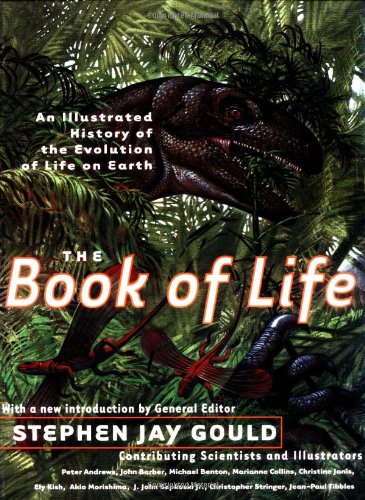 An Illustrated
History of
the Evolution
of Life on Earth
THE
Book of Life
With a new introduction by General Editor
STEPHEN JAY GOULD
Contributing Scientists and Illustrators
Peter Andrews, John Barber, Michael Benton, Marianne Collins, Christine Janis,
Ely Kish, Akio Morishima, J. John Sepkoski Jr., Christopher Stringer, Jean-Paul Tibbles